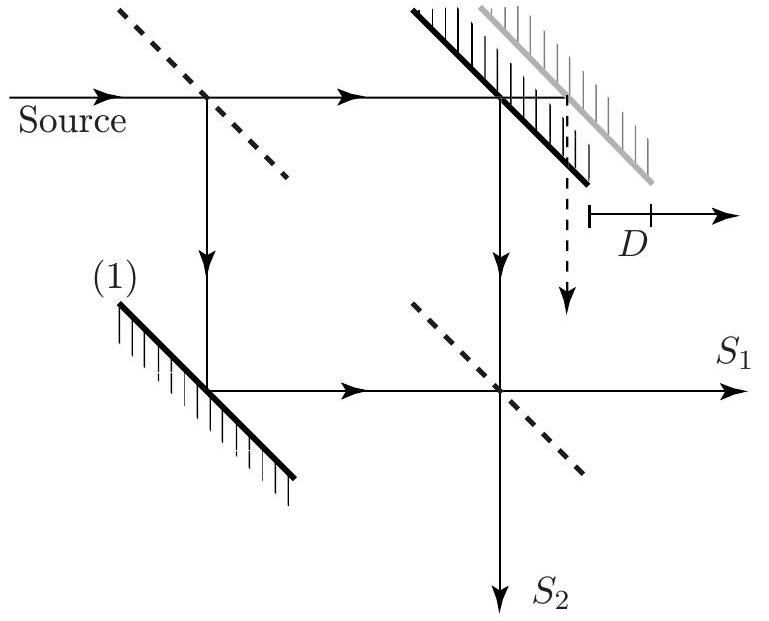 Source
D
(1)
S₁
S₂